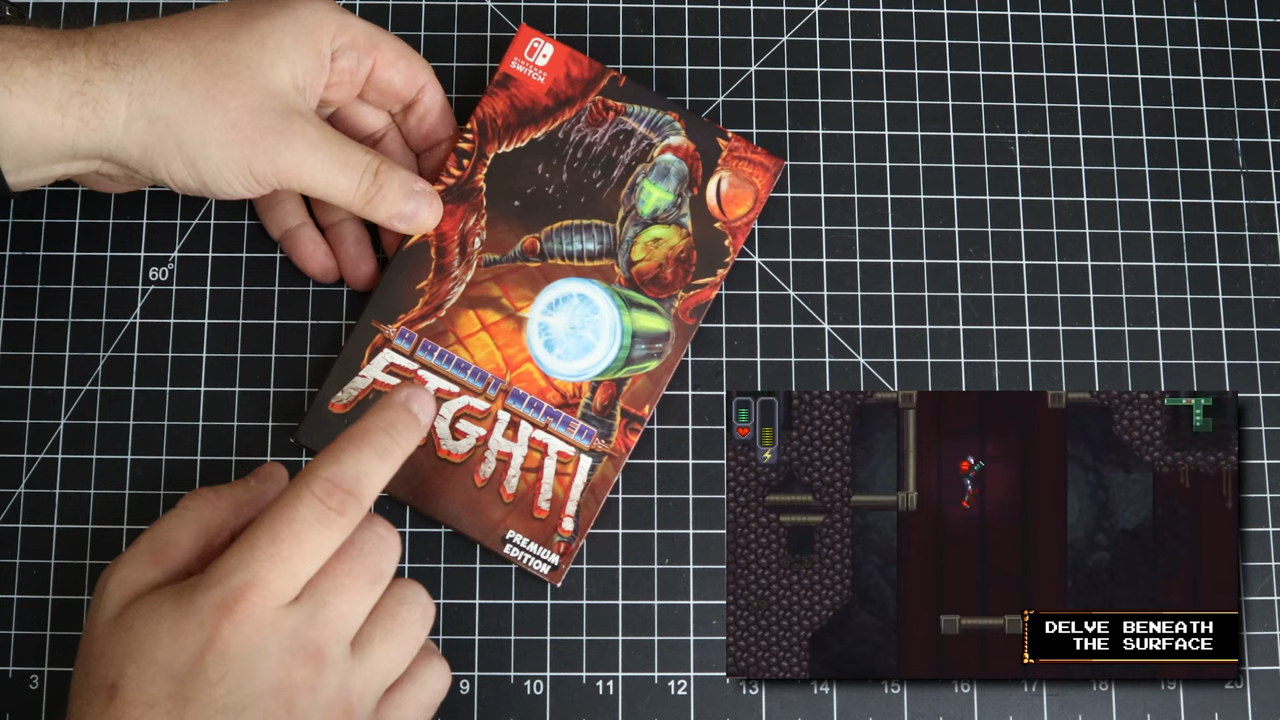 NINTENDO
SWITCH
60°
A ROBOT NAMED
FIGHT!
PREMIUM
EDITION
DELVE BENEATH
THE SURFACE
3
9
10
11
12
13
14
15
16
17
18
19
20